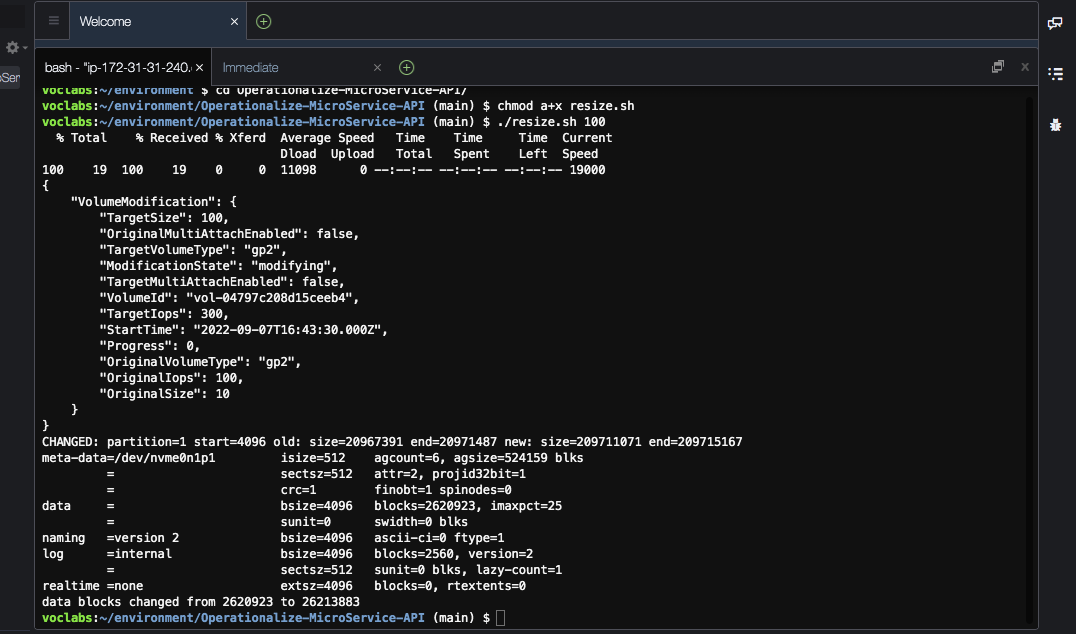 Welcome
bash - "ip-172-31-31-240.
Immediate
oSer
voclabs:~/environment $ cd Operationalize-MicroService-API/
voclabs:~/environment/Operationalize-MicroService-API (main) $ chmod a+x resize.sh
voclabs:~/environment/Operationalize-MicroService-API (main) $ ./resize.sh 100
% Total % Received % Xferd Average Speed Time Time Time Current
Dload Upload Total Spent Left Speed
100 19 100 19 0 0 11098 0 --:--:-- --:--:-- --:--:-- 19000
{
"VolumeModification": {
"TargetSize": 100,
"OriginalMultiAttachEnabled": false,
"TargetVolumeType": "gp2",
"ModificationState": "modifying",
"TargetMultiAttachEnabled": false,
"VolumeId": "vol-04797c208d15ceeb4",
"TargetIops": 300,
"StartTime": "2022-09-07T16:43:30.000Z",
"Progress": 0,
"OriginalVolumeType": "gp2",
"OriginalIops": 100,
"OriginalSize": 10
}
}
CHANGED: partition=1 start=4096 old: size=20967391 end=20971487 new: size=209711071 end=209715167
meta-data=/dev/nvme0n1p1 isize=512 agcount=6, agsize=524159 blks
= sectsz=512 attr=2, projid32bit=1
= crc=1 finobt=1 spinodes=0
data = bsize=4096 blocks=2620923, imaxpct=25
= sunit=0 swidth=0 blks
naming =version 2 bsize=4096 ascii-ci=0 ftype=1
log =internal bsize=4096 blocks=2560, version=2
= sectsz=512 sunit=0 blks, lazy-count=1
realtime =none extsz=4096 blocks=0, rtextents=0
data blocks changed from 2620923 to 26213883
voclabs:~/environment/Operationalize-MicroService-API (main) $